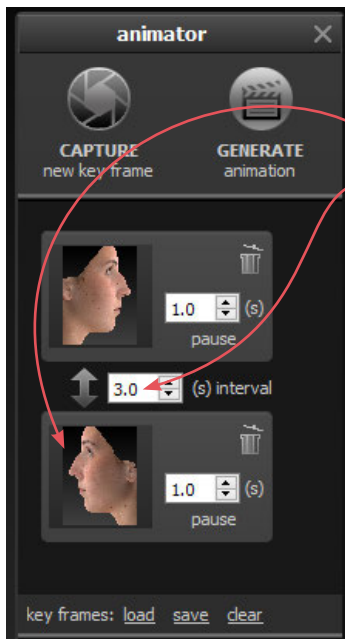 animator
CAPTURE
new key frame
GENERATE
animation
1.0 (s)
pause
3.0 (s) interval
1.0 (s)
pause
key frames: load save clear